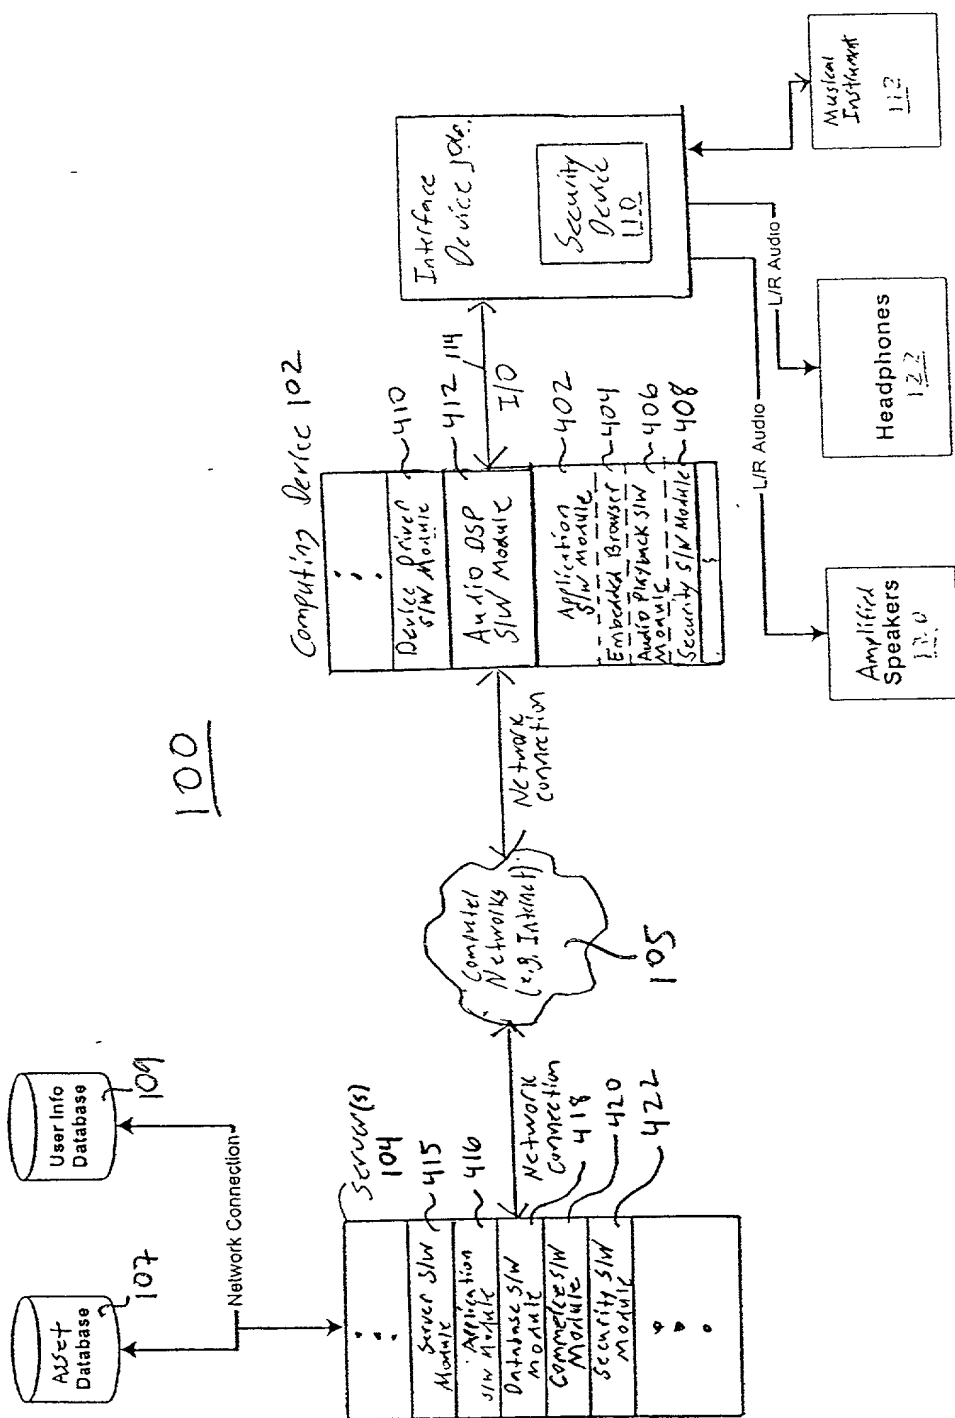 100
Asset
Database
107
User Info
Database
109
Network Connection
Server(s)
104
Server S/W
Module
415
Application
S/W Module
416
Database S/W
Module
418
Commerce S/W
Module
420
Security S/W
Module
422
Network
Connection
Computer
Networks
(e.g. Internet)
105
Network
Connection
Computing Device 102
Device Driver
S/W Module
410
Audio DSP
S/W Module
412
Application
S/W Module
402
Embedded Browser
404
Audio Playback S/W
Module
406
Security S/W Module
408
114
I/O
Interface
Device 106
Security
Device
110
L/R Audio
L/R Audio
Amplified
Speakers
Headphones
122
Musical
Instrument